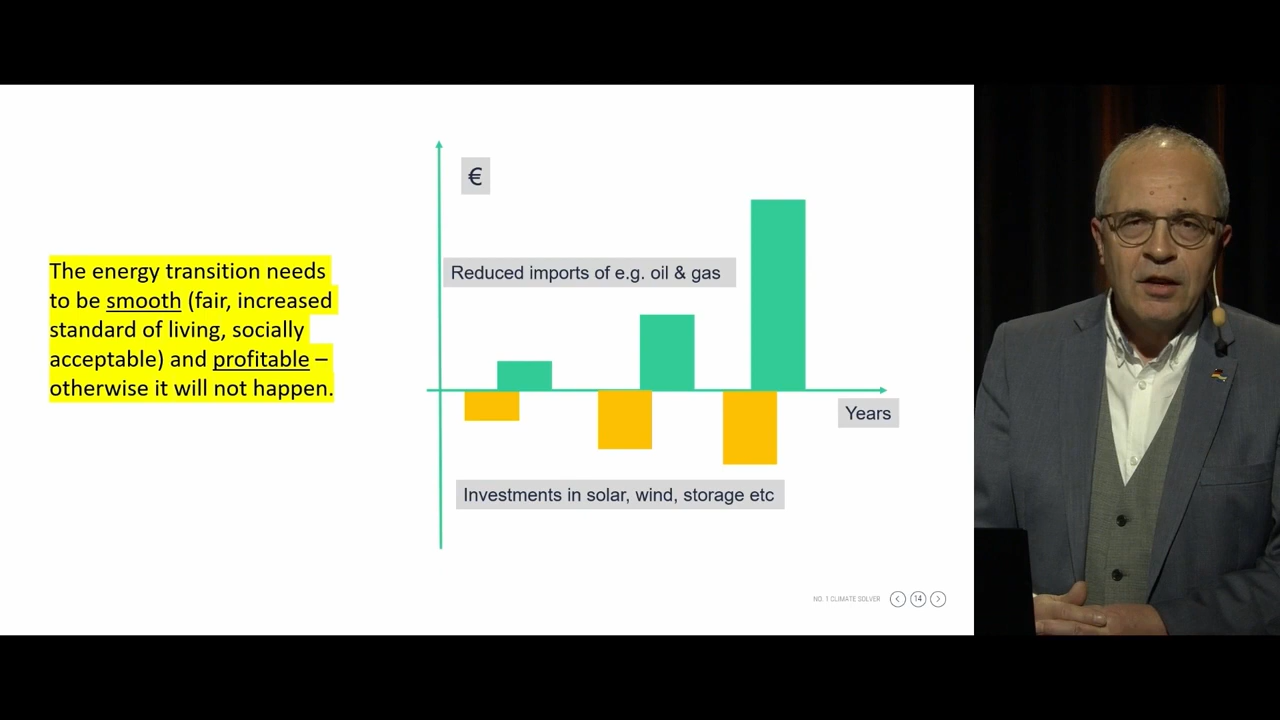 The energy transition needs
to be smooth (fair, increased
standard of living, socially
acceptable) and profitable –
otherwise it will not happen.
€
Reduced imports of e.g. oil & gas
Years
Investments in solar, wind, storage etc
NO. 1 CLIMATE SOLVER
14